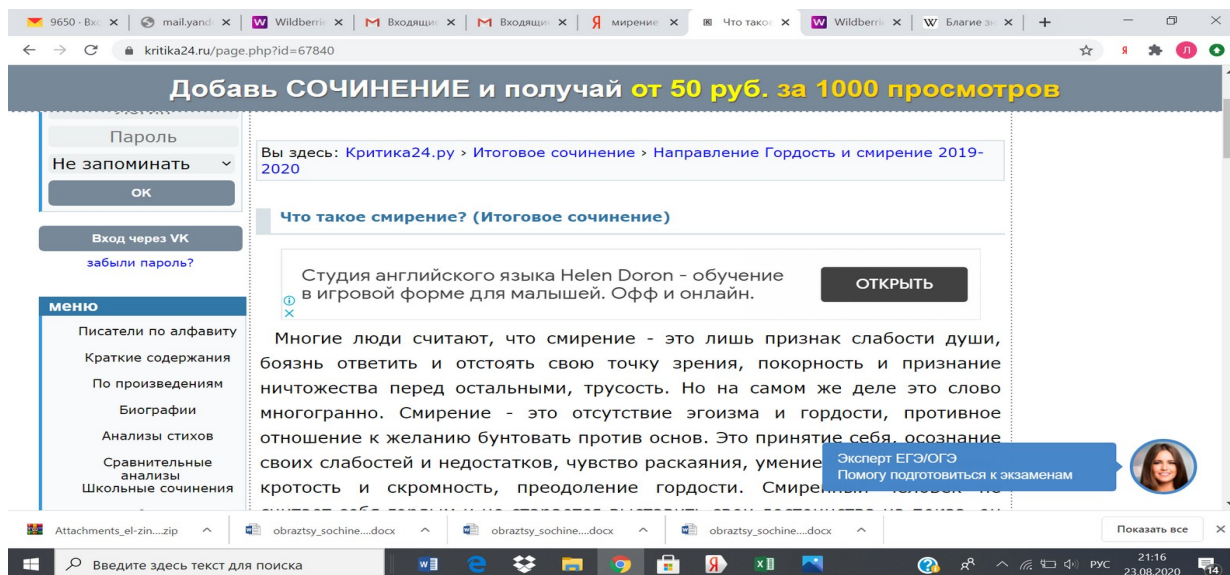 9650 · Вхо
mail.yande
Wildberri
Входящи
Входящи
мирение
Что такое
Wildberri
Благие зн
kritika24.ru/page.php?id=67840
Добавь СОЧИНЕНИЕ и получай от 50 руб. за 1000 просмотров
Пароль
Не запоминать
ОК
Вход через VK
забыли пароль?
меню
Писатели по алфавиту
Краткие содержания
По произведениям
Биографии
Анализы стихов
Сравнительные
анализы
Школьные сочинения
Вы здесь: Критика24.ру › Итоговое сочинение › Направление Гордость и смирение 2019-
2020
Что такое смирение? (Итоговое сочинение)
Студия английского языка Helen Doron - обучение
в игровой форме для малышей. Офф и онлайн.
ОТКРЫТЬ
Многие люди считают, что смирение - это лишь признак слабости души,
боязнь ответить и отстоять свою точку зрения, покорность и признание
ничтожества перед остальными, трусость. Но на самом же деле это слово
многогранно. Смирение - это отсутствие эгоизма и гордости, противное
отношение к желанию бунтовать против основ. Это принятие себя, осознание
своих слабостей и недостатков, чувство раскаяния, умение
кротость и скромность, преодоление гордости.
Эксперт ЕГЭ/ОГЭ
Помогу подготовиться к экзаменам
Attachments_el-zin....zip
obraztsy_sochine....docx
obraztsy_sochine....docx
obraztsy_sochine....docx
Показать все
Введите здесь текст для поиска
РУС
21:16
23.08.2020
14